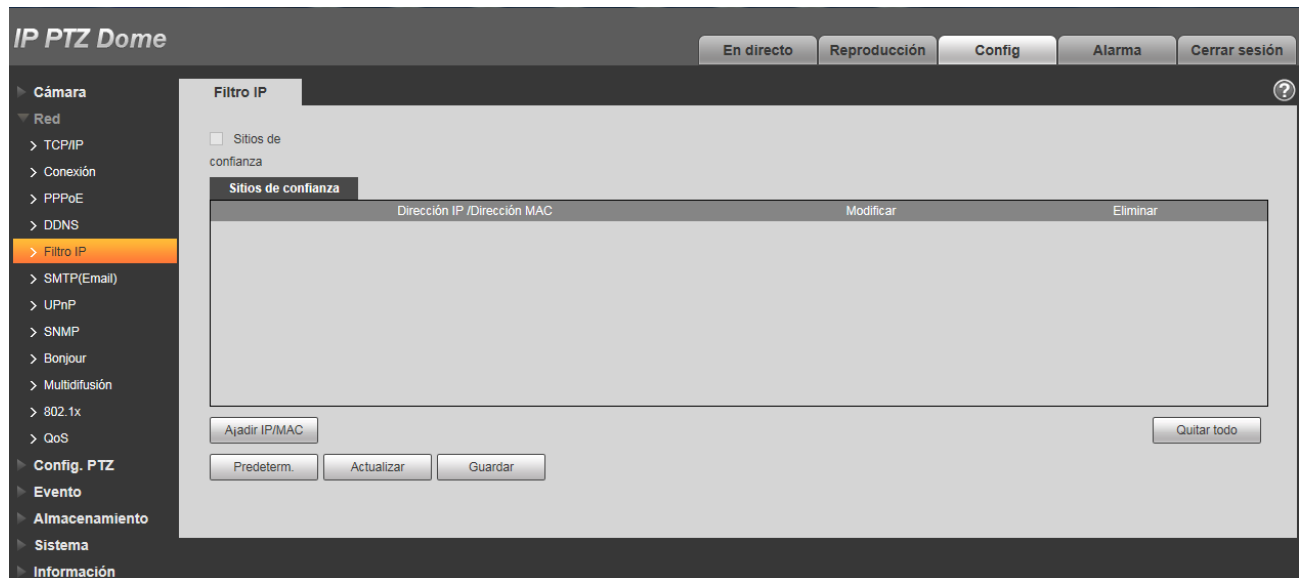 IP PTZ Dome
En directo Reproducción Config Alarma Cerrar sesión
Cámara
Red
TCP/IP
Conexión
PPPoE
DDNS
Filtro IP
SMTP(Email)
UPnP
SNMP
Bonjour
Multidifusión
802.1x
QoS
Config. PTZ
Evento
Almacenamiento
Sistema
Información
Filtro IP
?
Sitios de
confianza
Sitios de confianza
Dirección IP /Dirección MAC Modificar Eliminar
A¡adir IP/MAC Quitar todo
Predeterm. Actualizar Guardar